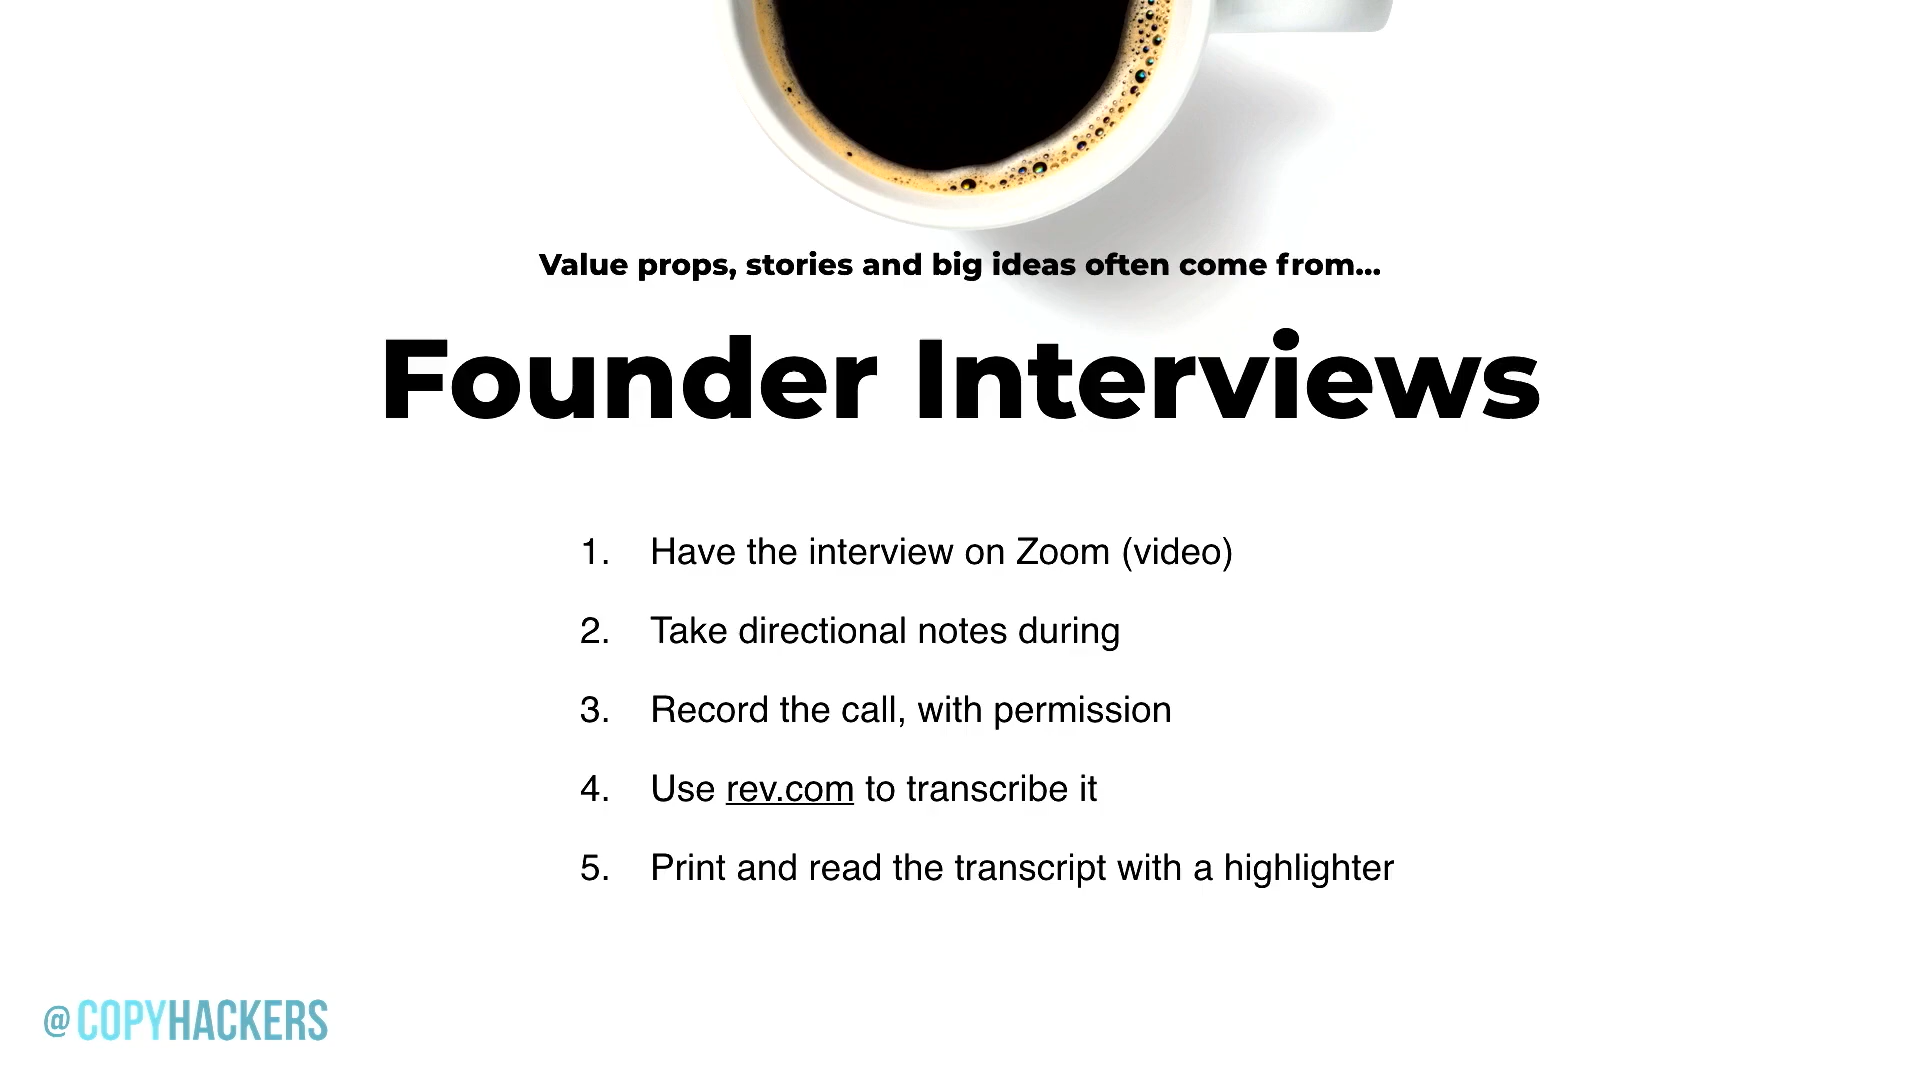 Value props, stories and big ideas often come from...
Founder Interviews
1. Have the interview on Zoom (video)
2. Take directional notes during
3. Record the call, with permission
4. Use rev.com to transcribe it
5. Print and read the transcript with a highlighter
@COPYHACKERS